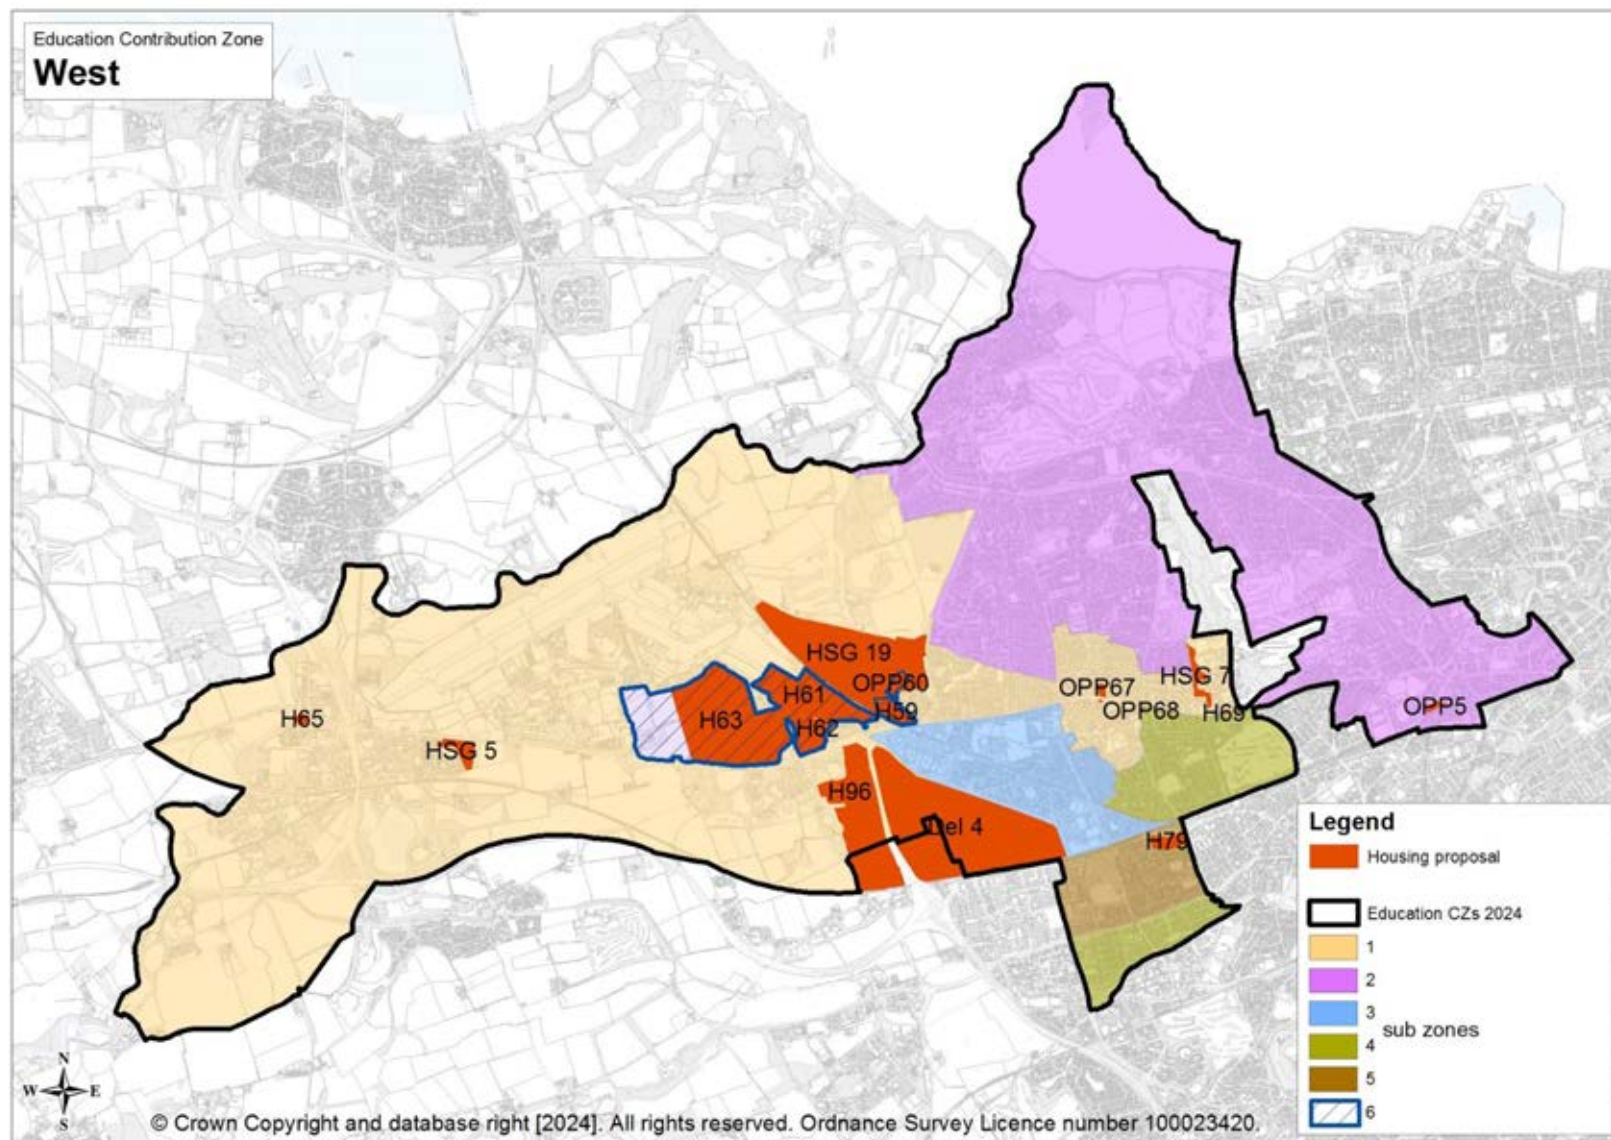 Education Contribution Zone
West
HSG 19
OPP60
H61
H59
H63
H62
OPP67
HSG 7
OPP68
H69
OPP5
H65
HSG 5
H96
Del 4
H79
Legend
Housing proposal
Education CZs 2024
1
2
3
sub zones
4
5
6
N
W E
S
© Crown Copyright and database right [2024]. All rights reserved. Ordnance Survey Licence number 100023420.